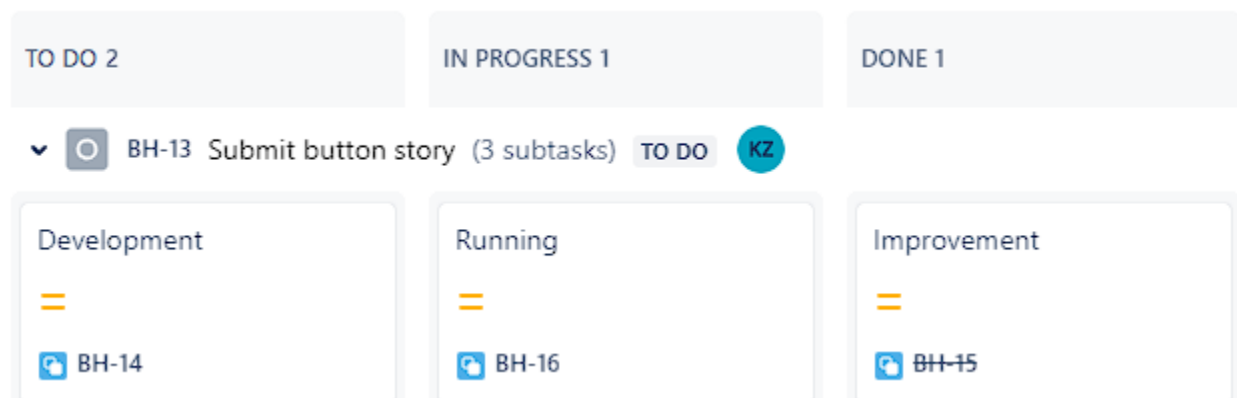 TO DO 2
IN PROGRESS 1
DONE 1
BH-13 Submit button story (3 subtasks) TO DO KZ
Development
Running
Improvement
BH-14
BH-16
BH-15